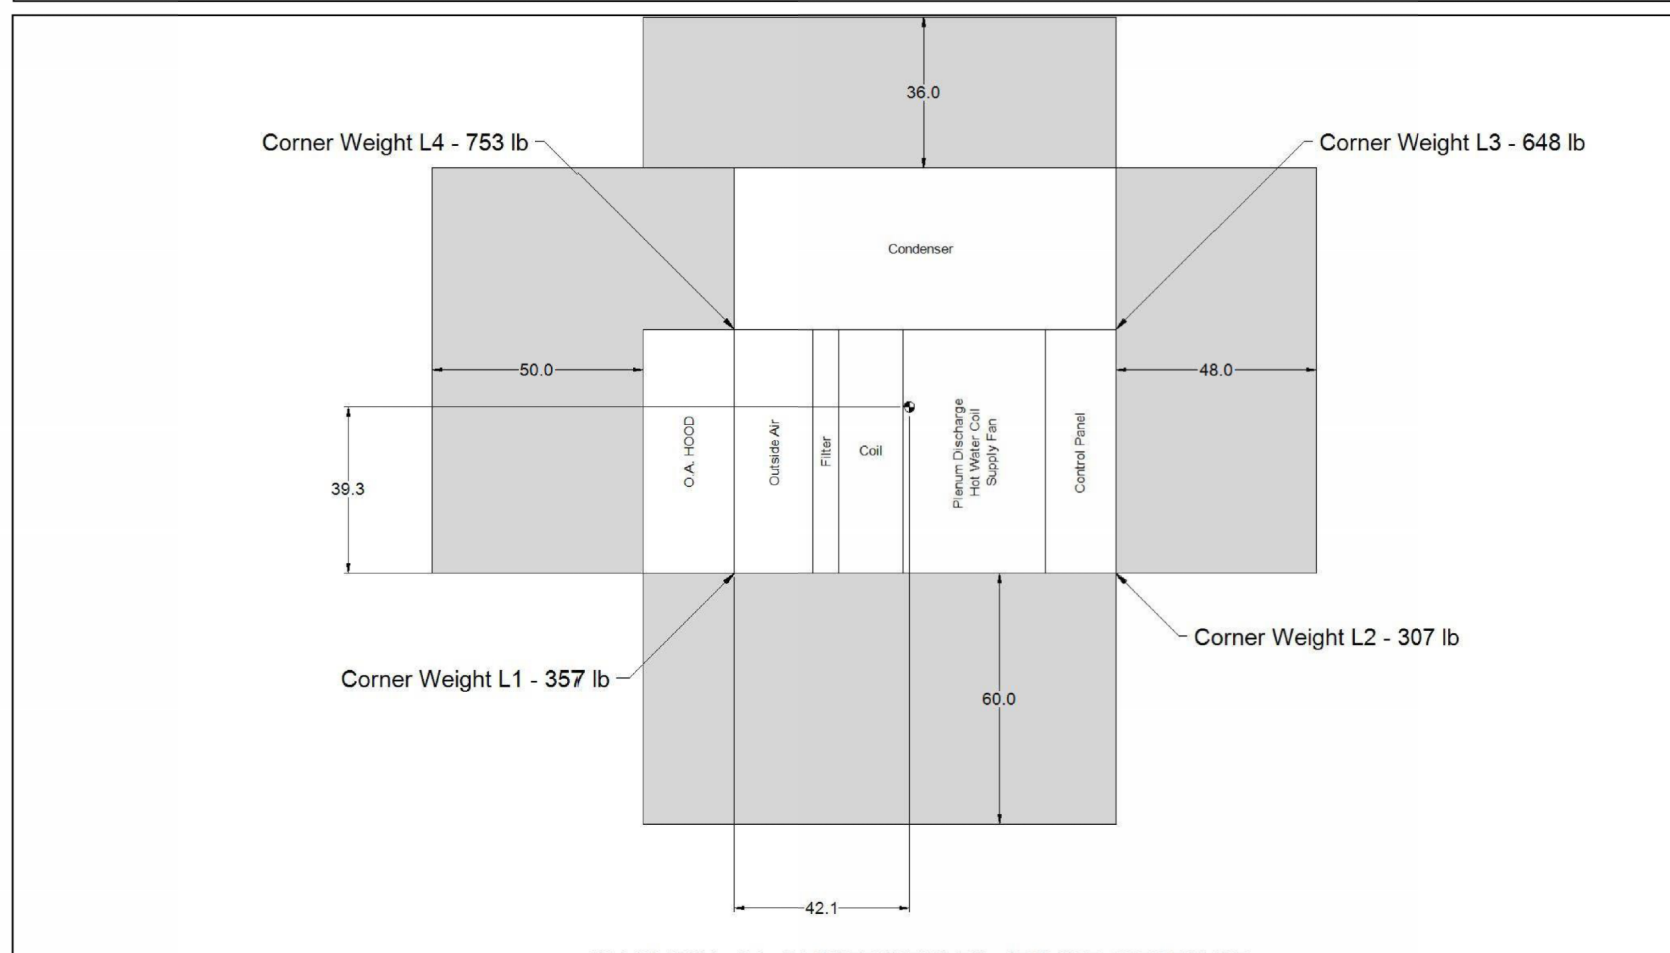 36.0
Corner Weight L4 - 753 lb
Corner Weight L3 - 648 lb
Condenser
50.0
48.0
O.A. HOOD
Outside Air
Filter
Coil
Plenum Discharge
Hot Water Coil
Supply Fan
Control Panel
39.3
Corner Weight L2 - 307 lb
Corner Weight L1 - 357 lb
60.0
42.1